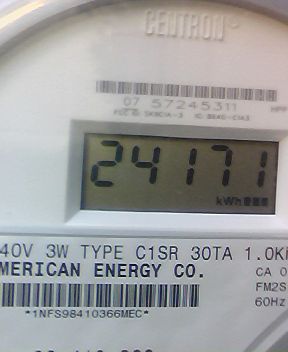 CENTRON
07 57245311
24171
kWh
40V 3W TYPE C1SR 30TA 1.0K
MERICAN ENERGY CO.
CA 0
FM2S
60Hz
*1NFS98410366MEC*